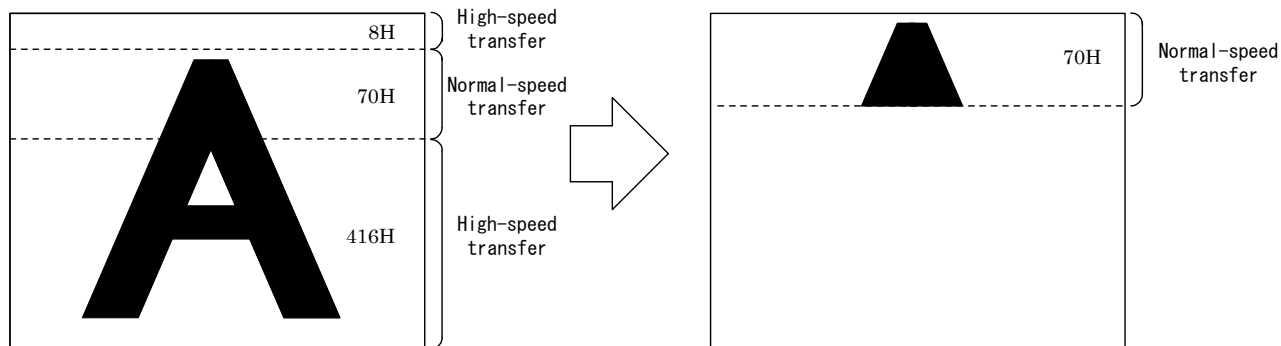 8H
High-speed
transfer
70H
Normal-speed
transfer
416H
High-speed
transfer
70H
Normal-speed
transfer